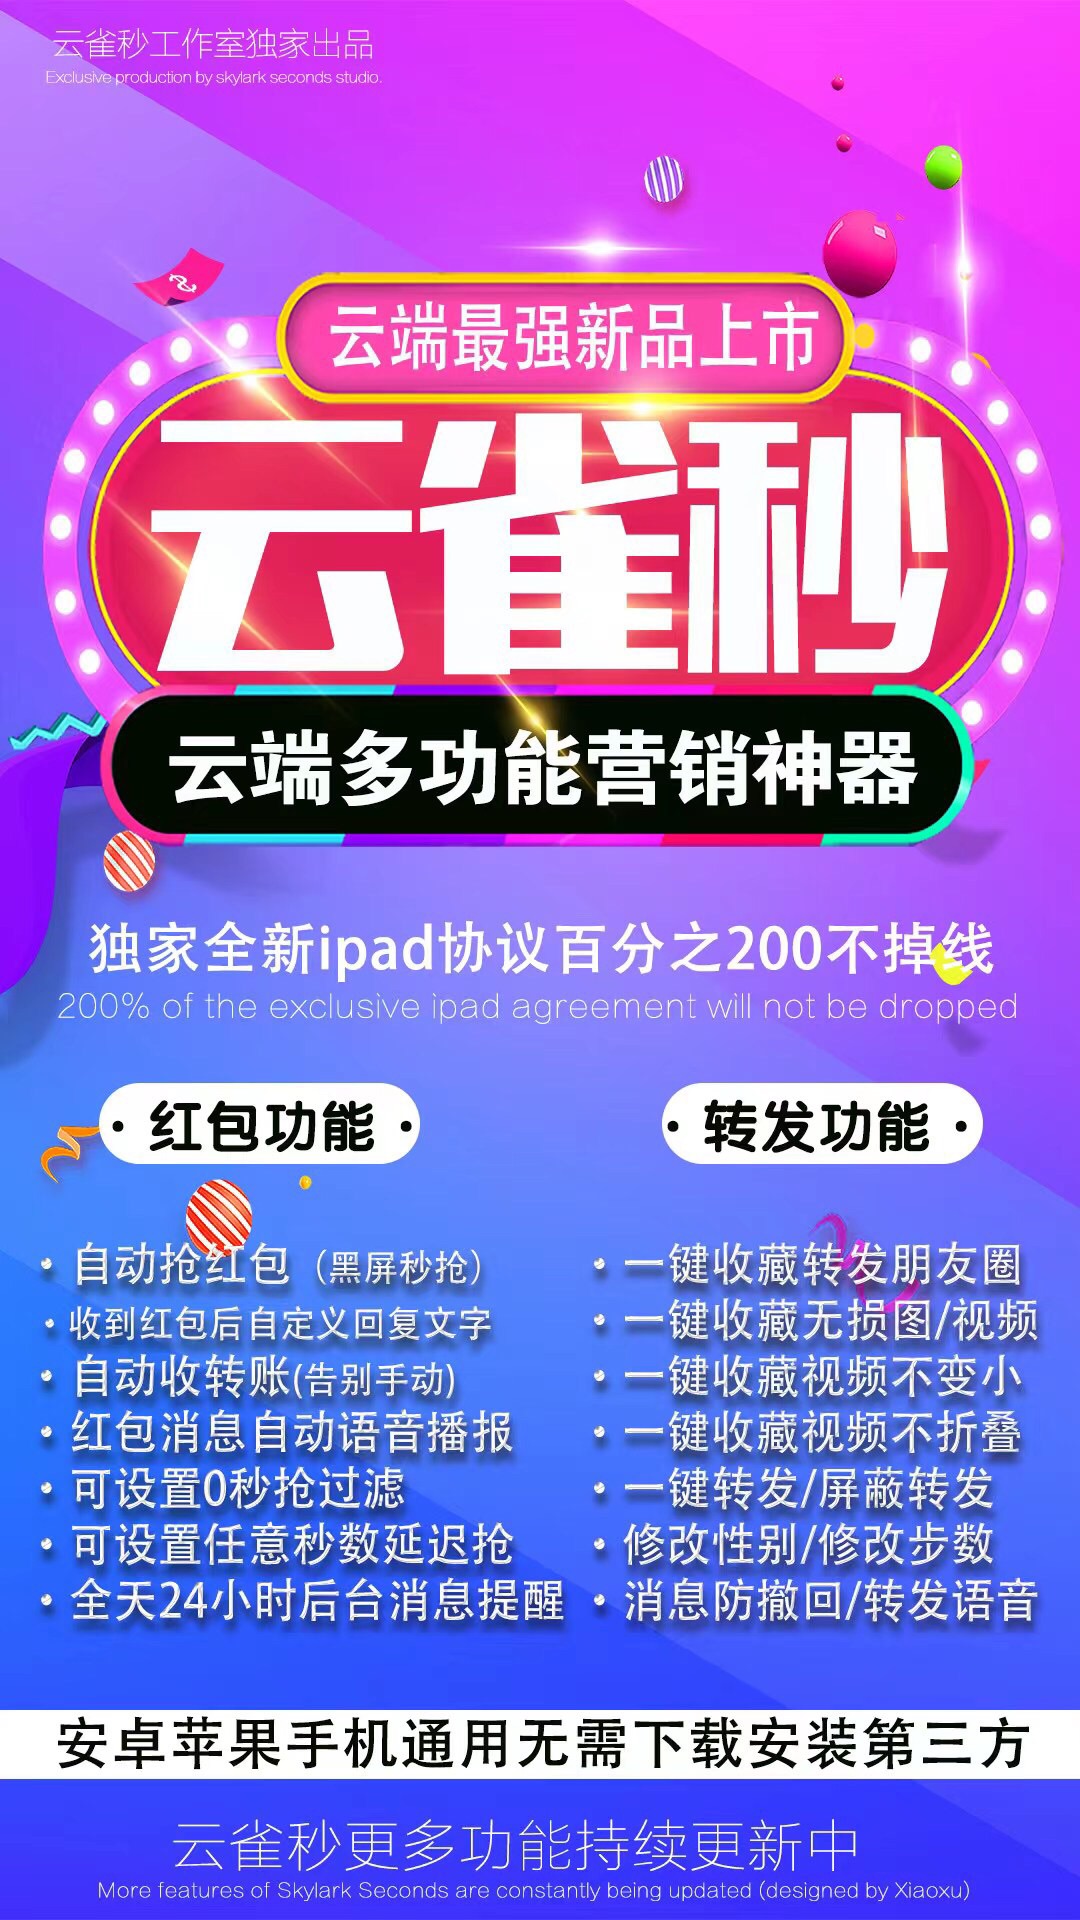 云雀秒工作室独家出品
Exclusive production by skylark seconds studio.
云端最强新品上市
云雀秒
云端多功能营销神器
独家全新ipad协议百分之200不掉线
200% of the exclusive ipad agreement will not be dropped
· 红包功能 ·
· 自动抢红包（黑屏秒抢）
· 收到红包后自定义回复文字
· 自动收转账(告别手动)
· 红包消息自动语音播报
· 可设置0秒抢过滤
· 可设置任意秒数延迟抢
· 全天24小时后台消息提醒
· 转发功能 ·
· 一键收藏转发朋友圈
· 一键收藏无损图/视频
· 一键收藏视频不变小
· 一键收藏视频不折叠
· 一键转发/屏蔽转发
· 修改性别/修改步数
· 消息防撤回/转发语音
安卓苹果手机通用无需下载安装第三方
云雀秒更多功能持续更新中
More features of Skylark Seconds are constantly being updated (designed by Xiaoxu)